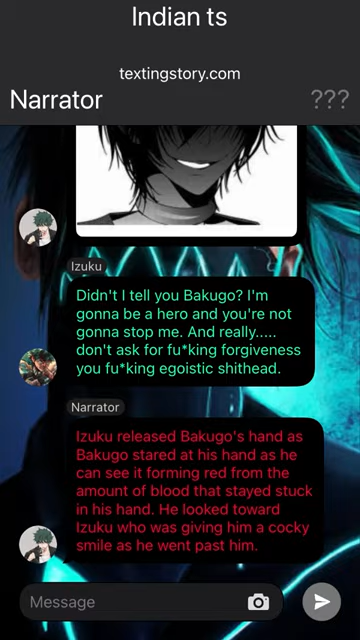 Indian ts
textingstory.com
Narrator
???
Izuku
Didn't I tell you Bakugo? I'm
gonna be a hero and you're not
gonna stop me. And really.....
don't ask for fu*king forgiveness
you fu*king egoistic shithead.
Narrator
Izuku released Bakugo's hand as
Bakugo stared at his hand as he
can see it forming red from the
amount of blood that stayed stuck
in his hand. He looked toward
Izuku who was giving him a cocky
smile as he went past him.
Message